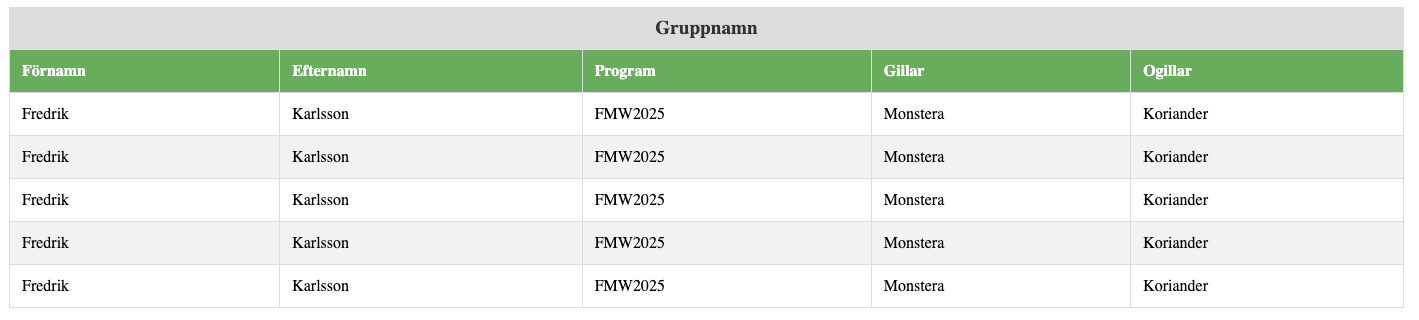 Gruppnamn
Förnamn Efternamn Program Gillar Ogillar
Fredrik Karlsson FMW2025 Monstera Koriander
Fredrik Karlsson FMW2025 Monstera Koriander
Fredrik Karlsson FMW2025 Monstera Koriander
Fredrik Karlsson FMW2025 Monstera Koriander
Fredrik Karlsson FMW2025 Monstera Koriander